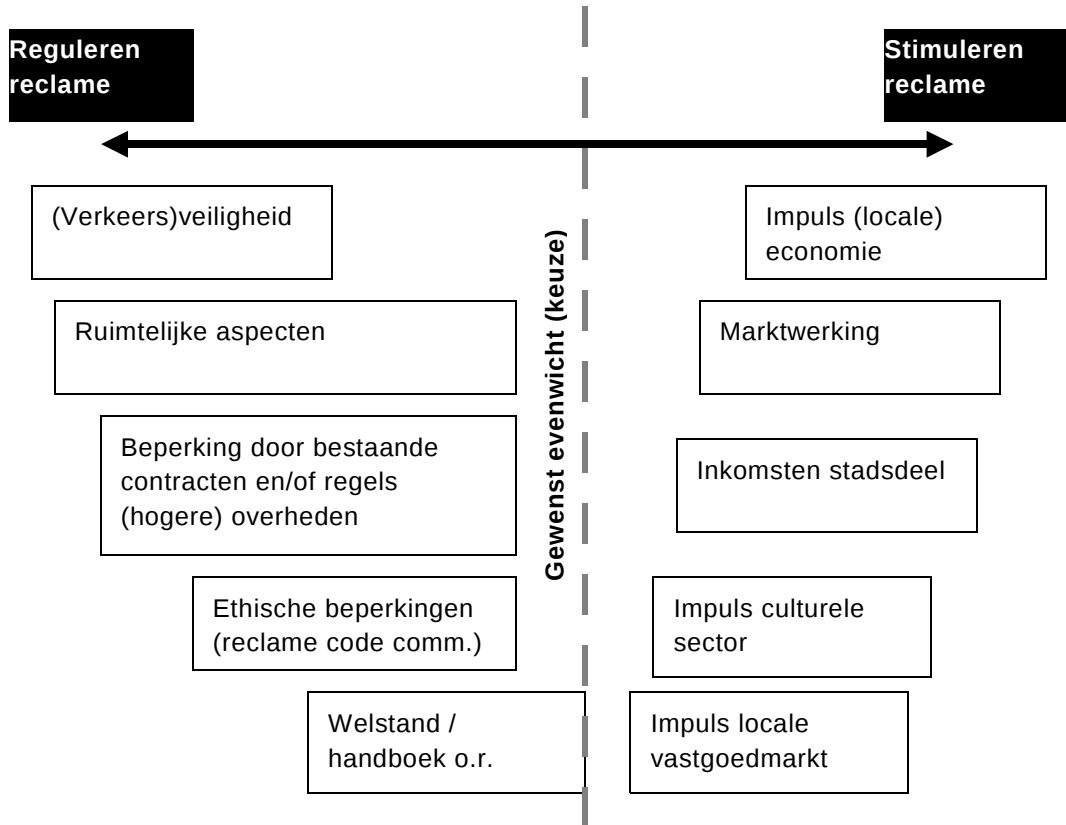 Reguleren
reclame
Stimuleren
reclame
(Verkeers)veiligheid
Ruimtelijke aspecten
Beperking door bestaande
contracten en/of regels
(hogere) overheden
Ethische beperkingen
(reclame code comm.)
Welstand /
handboek o.r.
Gewenst evenwicht (keuze)
Impuls (locale)
economie
Marktwerking
Inkomsten stadsdeel
Impuls culturele
sector
Impuls locale
vastgoedmarkt